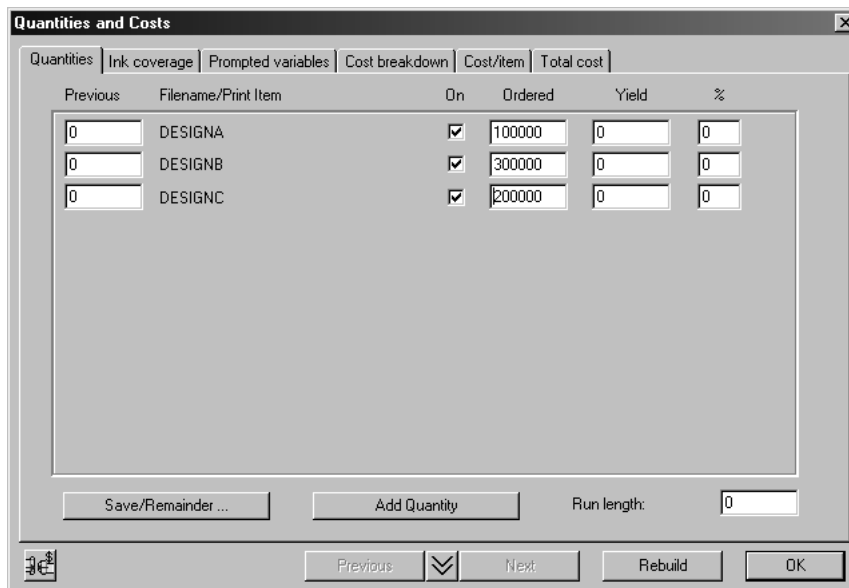 Quantities and Costs
Quantities Ink coverage Prompted variables Cost breakdown Cost/item Total cost
Previous Filename/Print Item On Ordered Yield %
0 DESIGNA 100000 0 0
0 DESIGNB 300000 0 0
0 DESIGNC 200000 0 0
Save/Remainder ... Add Quantity Run length: 0
Previous Next Rebuild OK